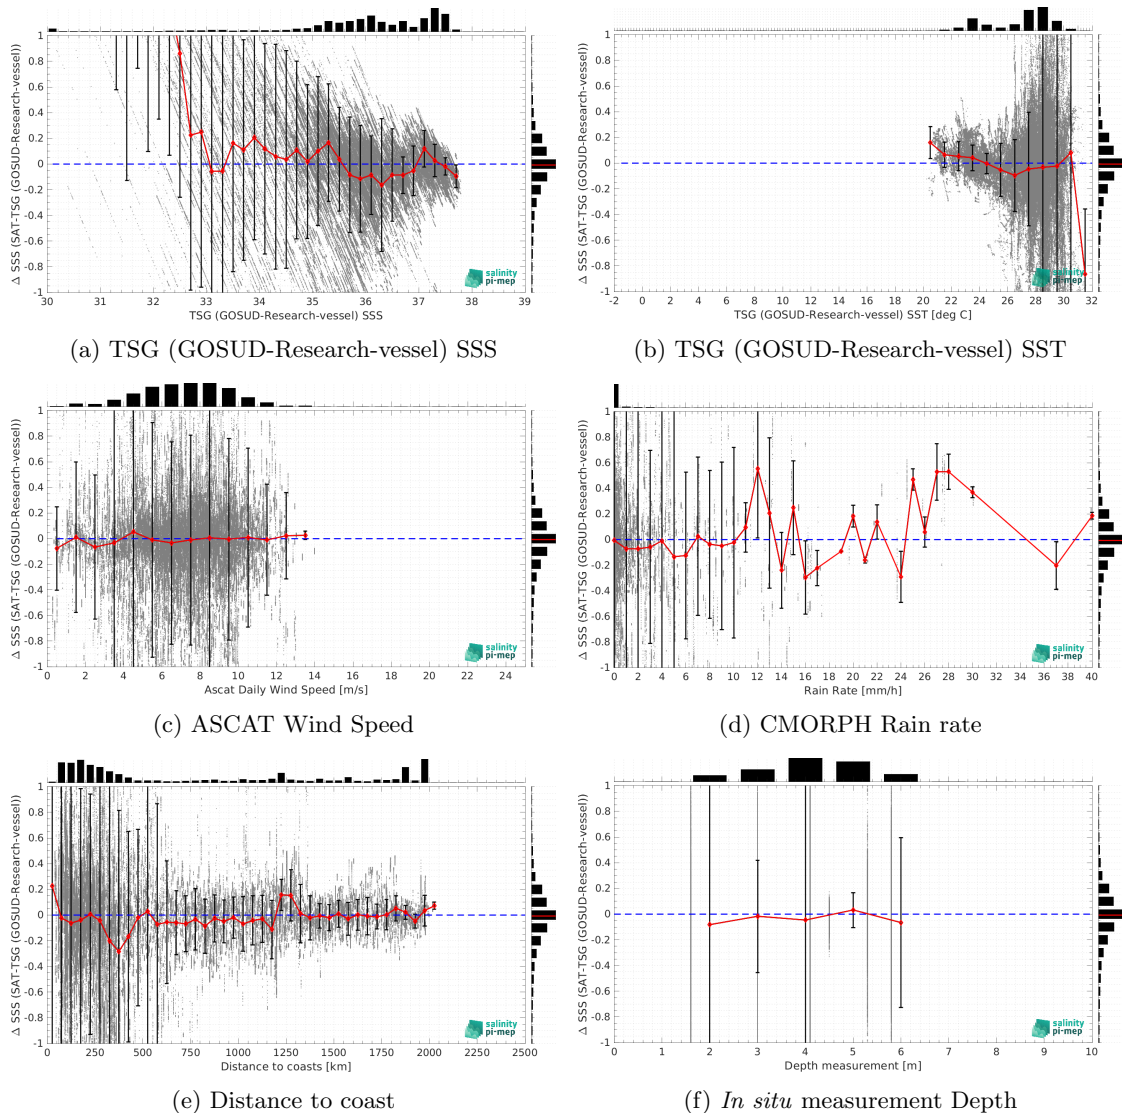 Δ SSS (SAT-TSG (GOSUD-Research-vessel))
1
0.8
0.6
0.4
0.2
0
-0.2
-0.4
-0.6
-0.8
-1
30 31 32 33 34 35 36 37 38 39
TSG (GOSUD-Research-vessel) SSS
salinity
pi-mep
(a) TSG (GOSUD-Research-vessel) SSS
Δ SSS (SAT-TSG (GOSUD-Research-vessel))
1
0.8
0.6
0.4
0.2
0
-0.2
-0.4
-0.6
-0.8
-1
-2 0 2 4 6 8 10 12 14 16 18 20 22 24 26 28 30 32
TSG (GOSUD-Research-vessel) SST [deg C]
salinity
pi-mep
(b) TSG (GOSUD-Research-vessel) SST
Δ SSS (SAT-TSG (GOSUD-Research-vessel))
1
0.8
0.6
0.4
0.2
0
-0.2
-0.4
-0.6
-0.8
-1
0 2 4 6 8 10 12 14 16 18 20 22 24
Ascat Daily Wind Speed [m/s]
salinity
pi-mep
(c) ASCAT Wind Speed
Δ SSS (SAT-TSG (GOSUD-Research-vessel))
1
0.8
0.6
0.4
0.2
0
-0.2
-0.4
-0.6
-0.8
-1
0 2 4 6 8 10 12 14 16 18 20 22 24 26 28 30 32 34 36 38 40
Rain Rate [mm/h]
salinity
pi-mep
(d) CMORPH Rain rate
Δ SSS (SAT-TSG (GOSUD-Research-vessel))
1
0.8
0.6
0.4
0.2
0
-0.2
-0.4
-0.6
-0.8
-1
0 250 500 750 1000 1250 1500 1750 2000 2250 2500
Distance to coasts [km]
salinity
pi-mep
(e) Distance to coast
Δ SSS (SAT-TSG (GOSUD-Research-vessel))
1
0.8
0.6
0.4
0.2
0
-0.2
-0.4
-0.6
-0.8
-1
0 1 2 3 4 5 6 7 8 9 10
Depth measurement [m]
salinity
pi-mep
(f) In situ measurement Depth